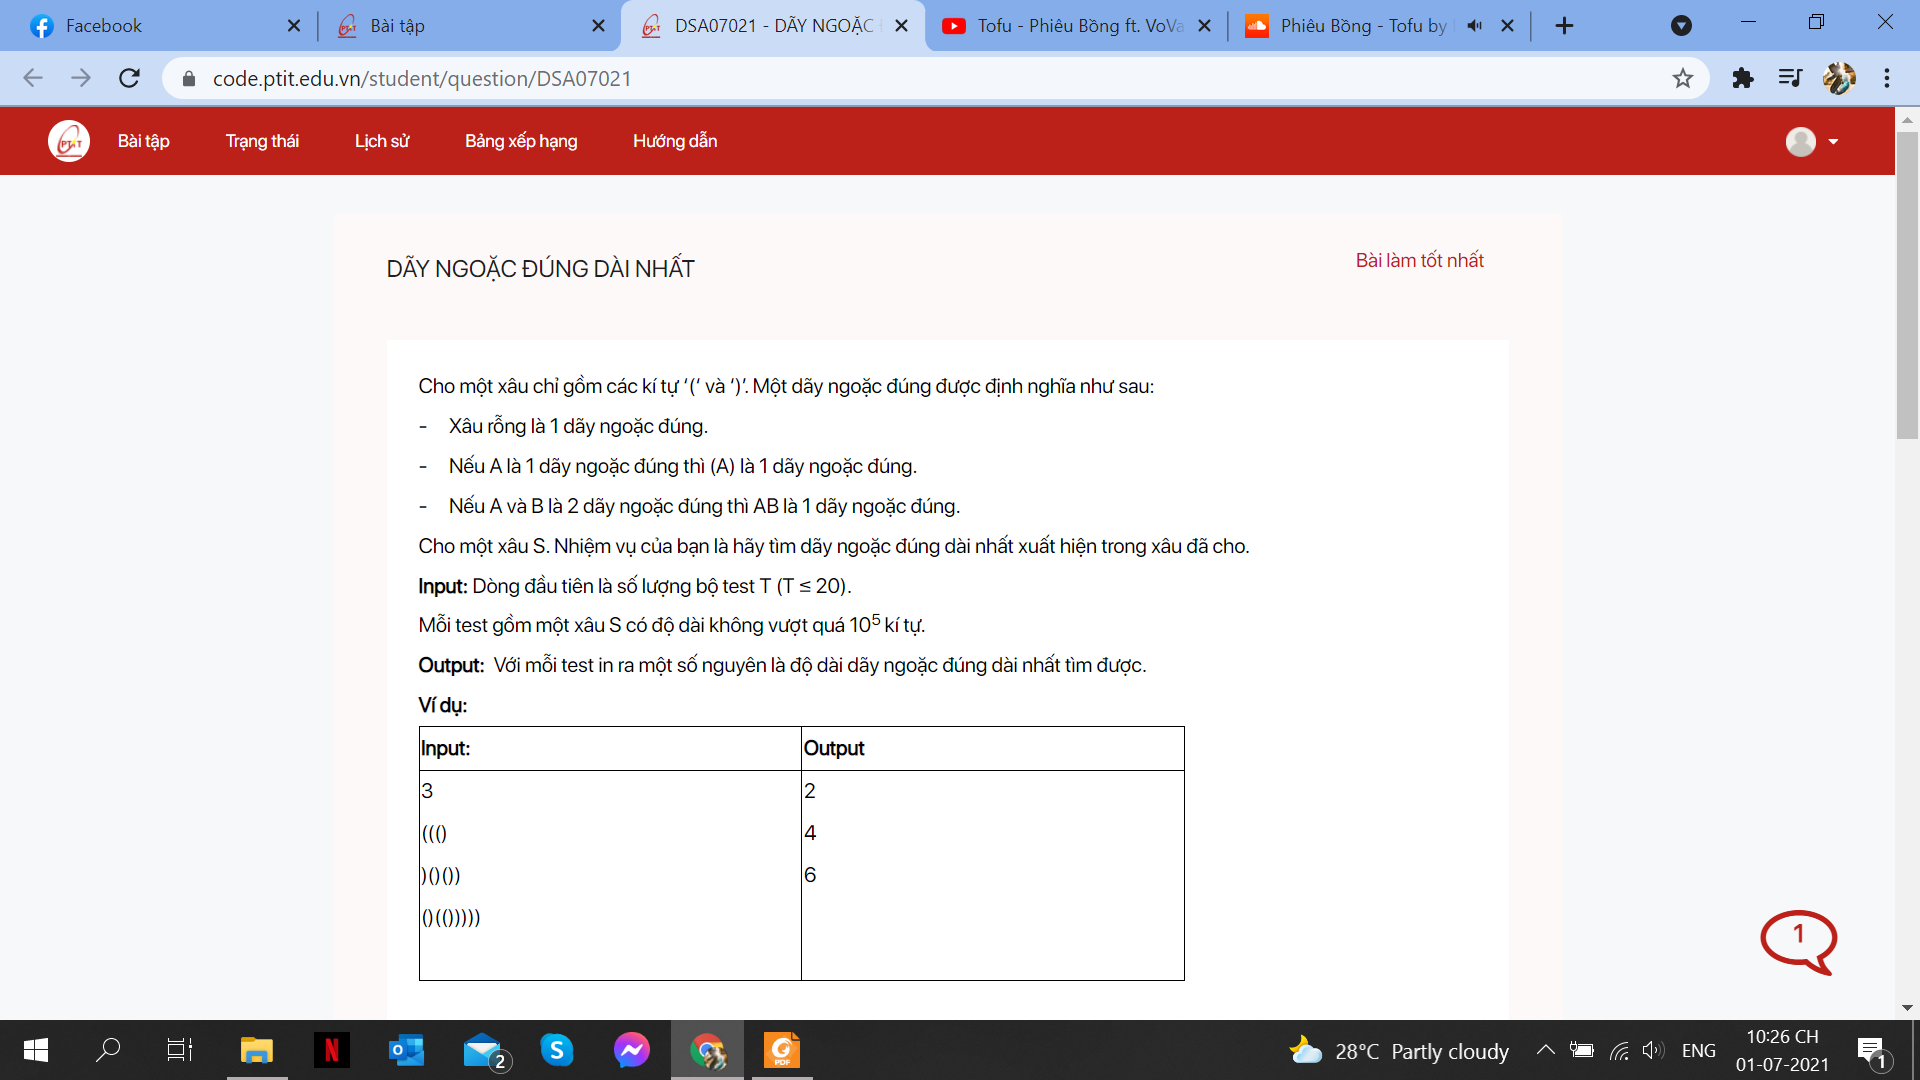 Facebook
Bài tập
DSA07021 - DÃY NGOẶC
Tofu - Phiêu Bồng ft. VoVa
Phiêu Bồng - Tofu by
code.ptit.edu.vn/student/question/DSA07021
PTIT
Bài tập
Trạng thái
Lịch sử
Bảng xếp hạng
Hướng dẫn
DÃY NGOẶC ĐÚNG DÀI NHẤT
Bài làm tốt nhất
Cho một xâu chỉ gồm các kí tự ‘(‘ và ‘)’. Một dãy ngoặc đúng được định nghĩa như sau:
- Xâu rỗng là 1 dãy ngoặc đúng.
- Nếu A là 1 dãy ngoặc đúng thì (A) là 1 dãy ngoặc đúng.
- Nếu A và B là 2 dãy ngoặc đúng thì AB là 1 dãy ngoặc đúng.
Cho một xâu S. Nhiệm vụ của bạn là hãy tìm dãy ngoặc đúng dài nhất xuất hiện trong xâu đã cho.
Input: Dòng đầu tiên là số lượng bộ test T (T ≤ 20).
Mỗi test gồm một xâu S có độ dài không vượt quá 10⁵ kí tự.
Output: Với mỗi test in ra một số nguyên là độ dài dãy ngoặc đúng dài nhất tìm được.
Ví dụ:
Input: Output
3 2
((() 4
)()()) 6
()(()))))
1
2
PDF
28°C Partly cloudy
ENG
10:26 CH
01-07-2021
1